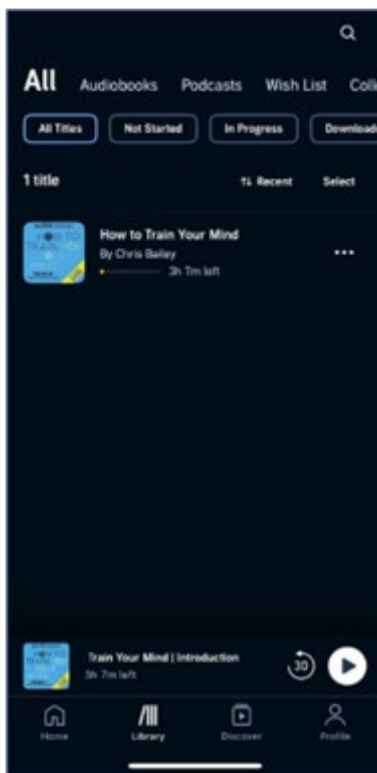 All Audiobooks Podcasts Wish List Coll
All Titles Not Started In Progress Download
1 title Recent Select
How to Train Your Mind
By Chris Bailey
3h 7m left
Train Your Mind | Introduction
3h 7m left
30
Home Library Discover Profile